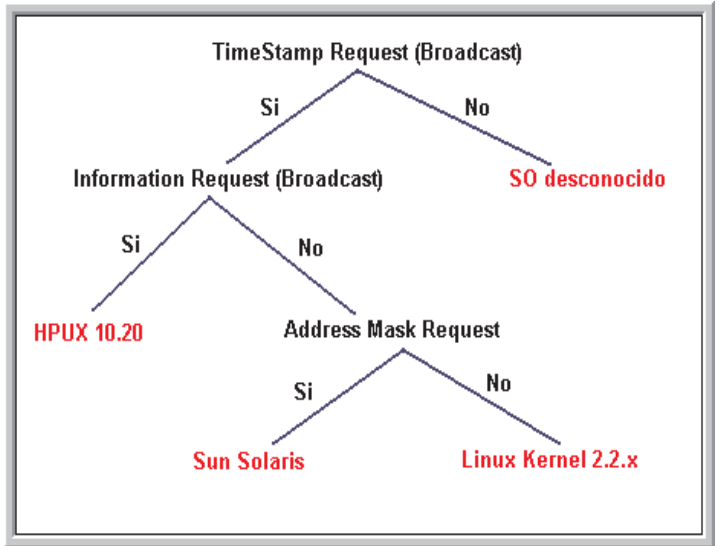 TimeStamp Request (Broadcast)
Si
No
Information Request (Broadcast)
SO desconocido
Si
No
HPUX 10.20
Address Mask Request
Si
No
Sun Solaris
Linux Kernel 2.2.x